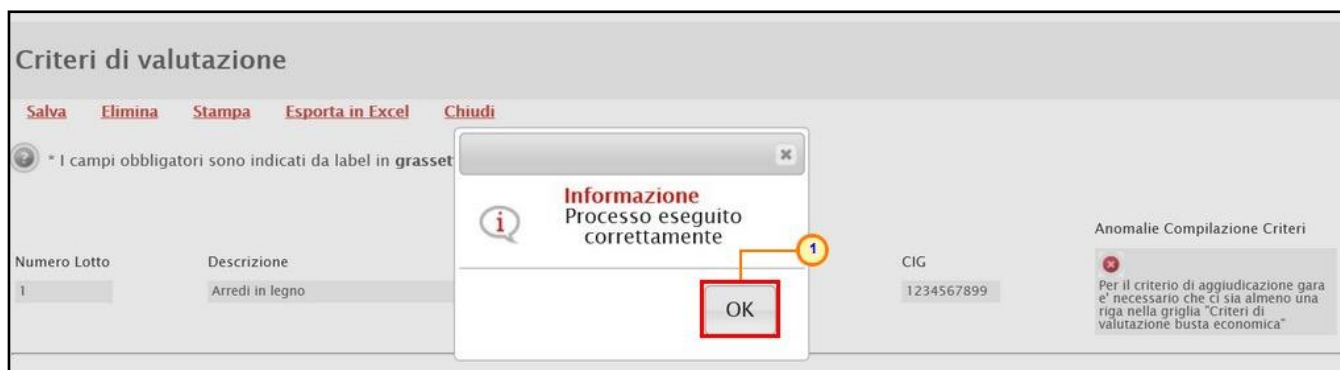 Criteri di valutazione
Salva Elimina Stampa Esporta in Excel Chiudi
* I campi obbligatori sono indicati da label in grasset
Informazione
Processo eseguito
correttamente
1
OK
Anomalie Compilazione Criteri
Numero Lotto Descrizione CIG
1 Arredi in legno 1234567899
Per il criterio di aggiudicazione gara
e' necessario che ci sia almeno una
riga nella griglia "Criteri di
valutazione busta economica"